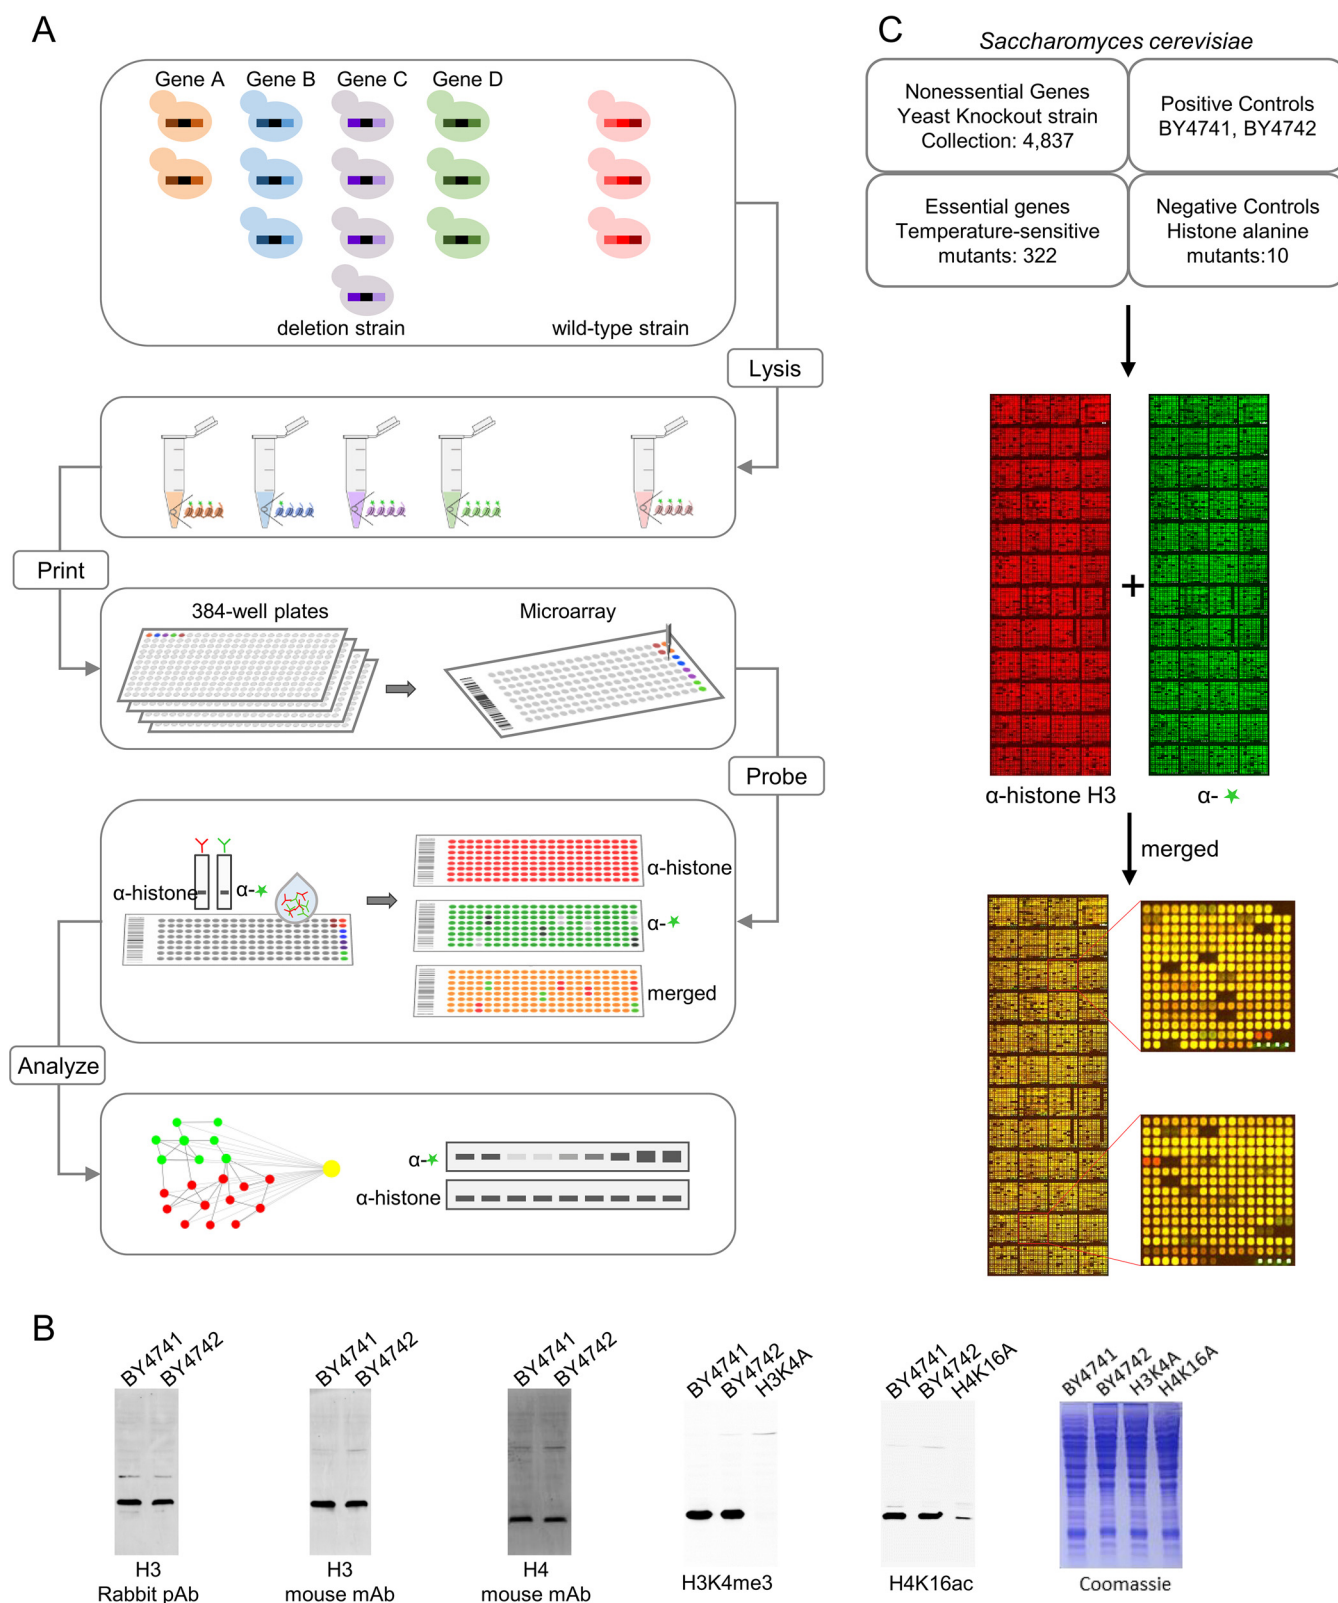 A
Gene A
Gene B
Gene C
Gene D
deletion strain
wild-type strain
Lysis
Print
384-well plates
Microarray
Probe
α-histone
α-
α-histone
α-
merged
Analyze
α-
α-histone
B
BY4741
BY4742
H3
Rabbit pAb
BY4741
BY4742
H3
mouse mAb
BY4741
BY4742
H4
mouse mAb
BY4741
BY4742
H3K4A
H3K4me3
BY4741
BY4742
H4K16A
H4K16ac
BY4741
BY4742
H3K4A
H4K16A
Coomassie
C
Saccharomyces cerevisiae
Nonessential Genes
Yeast Knockout strain
Collection: 4,837
Positive Controls
BY4741, BY4742
Essential genes
Temperature-sensitive
mutants: 322
Negative Controls
Histone alanine
mutants:10
+
α-histone H3
α-
merged